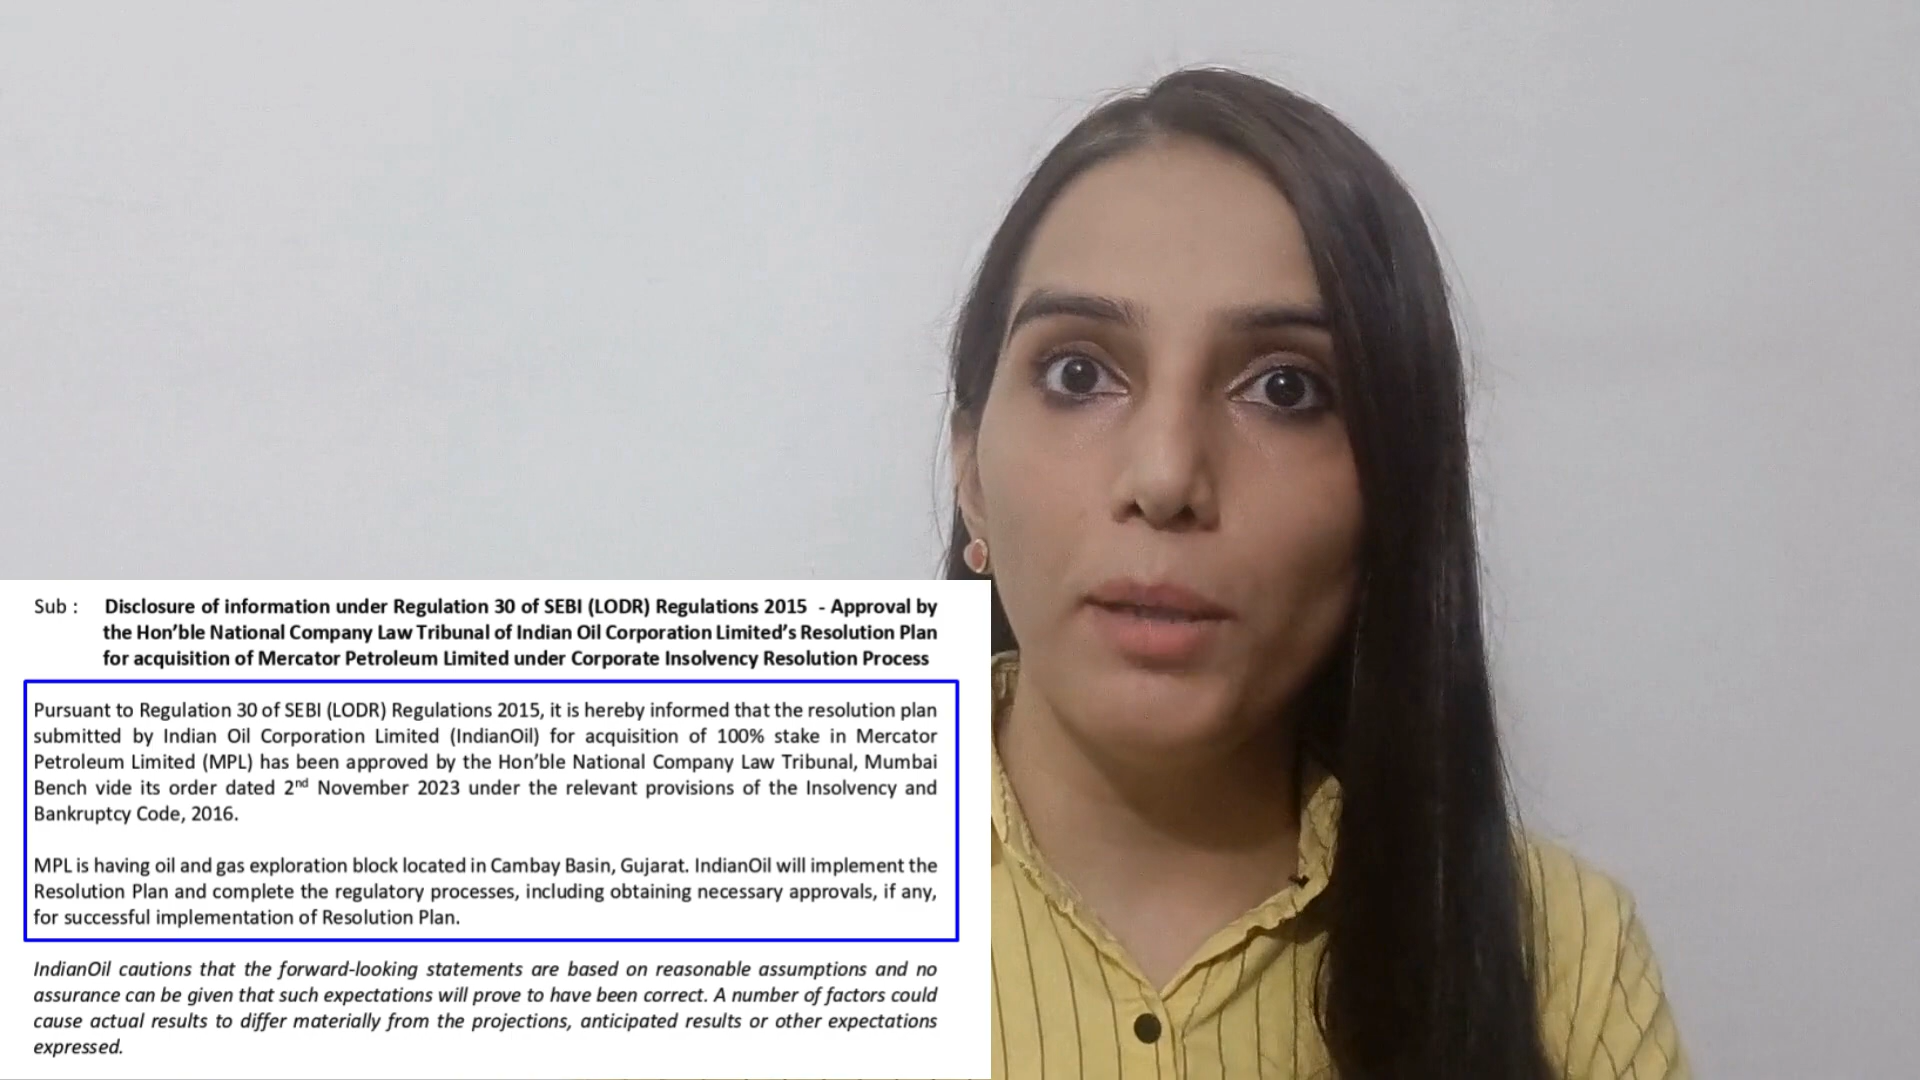 Sub : Disclosure of information under Regulation 30 of SEBI (LODR) Regulations 2015 - Approval by
the Hon’ble National Company Law Tribunal of Indian Oil Corporation Limited’s Resolution Plan
for acquisition of Mercator Petroleum Limited under Corporate Insolvency Resolution Process
Pursuant to Regulation 30 of SEBI (LODR) Regulations 2015, it is hereby informed that the resolution plan
submitted by Indian Oil Corporation Limited (IndianOil) for acquisition of 100% stake in Mercator
Petroleum Limited (MPL) has been approved by the Hon’ble National Company Law Tribunal, Mumbai
Bench vide its order dated 2nd November 2023 under the relevant provisions of the Insolvency and
Bankruptcy Code, 2016.
MPL is having oil and gas exploration block located in Cambay Basin, Gujarat. IndianOil will implement the
Resolution Plan and complete the regulatory processes, including obtaining necessary approvals, if any,
for successful implementation of Resolution Plan.
IndianOil cautions that the forward-looking statements are based on reasonable assumptions and no
assurance can be given that such expectations will prove to have been correct. A number of factors could
cause actual results to differ materially from the projections, anticipated results or other expectations
expressed.